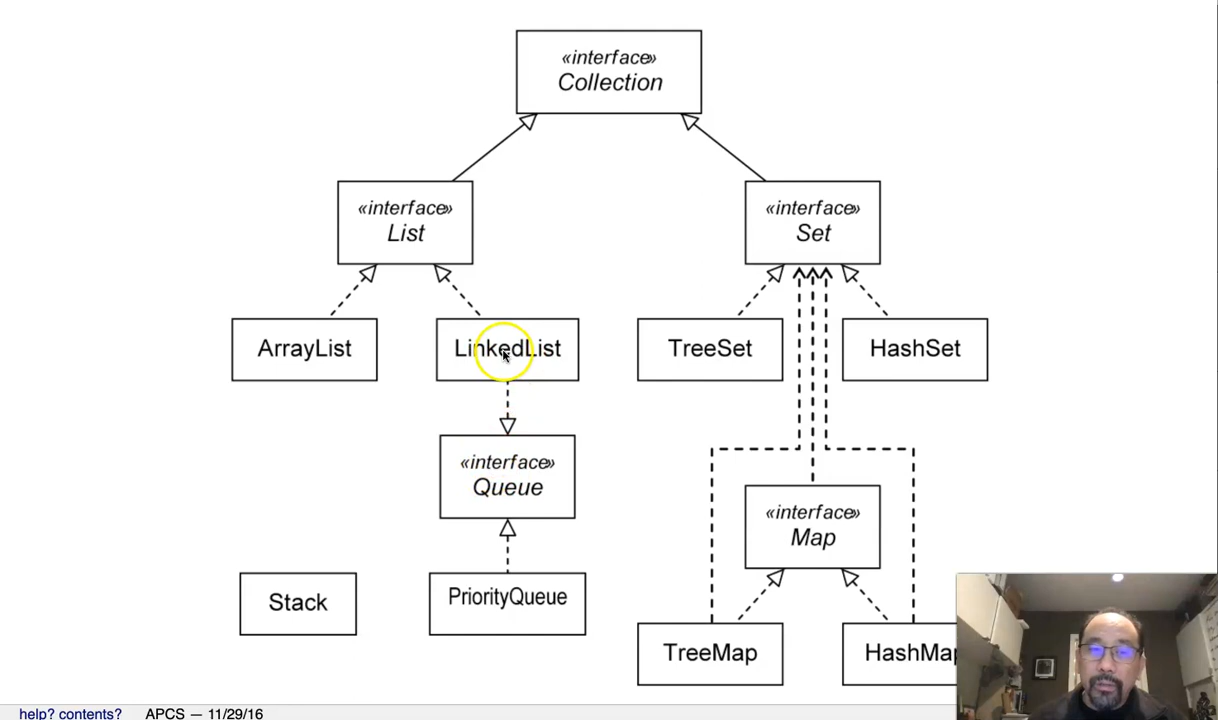 «interface»
Collection
«interface»
List
«interface»
Set
ArrayList
LinkedList
TreeSet
HashSet
«interface»
Queue
«interface»
Map
Stack
PriorityQueue
TreeMap
HashMap
help? contents?
APCS — 11/29/16